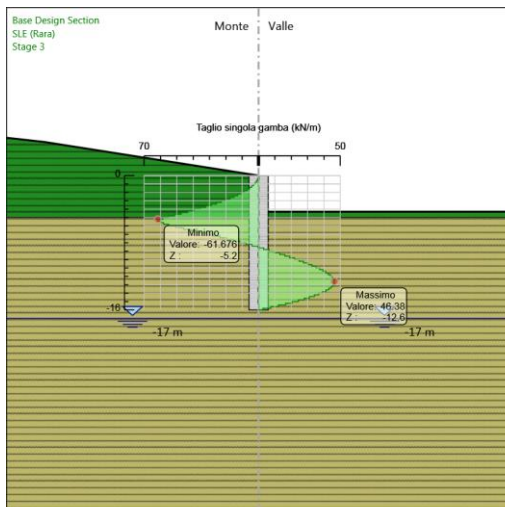 Base Design Section
SLE (Rara)
Stage 3
Monte Valle
Taglio singola gamba (kN/m)
70 50
0
Minimo
Valore: -61.676
Z : -5.2
Massimo
Valore: 46.38
Z : -12.6
-16
-17 m -17 m